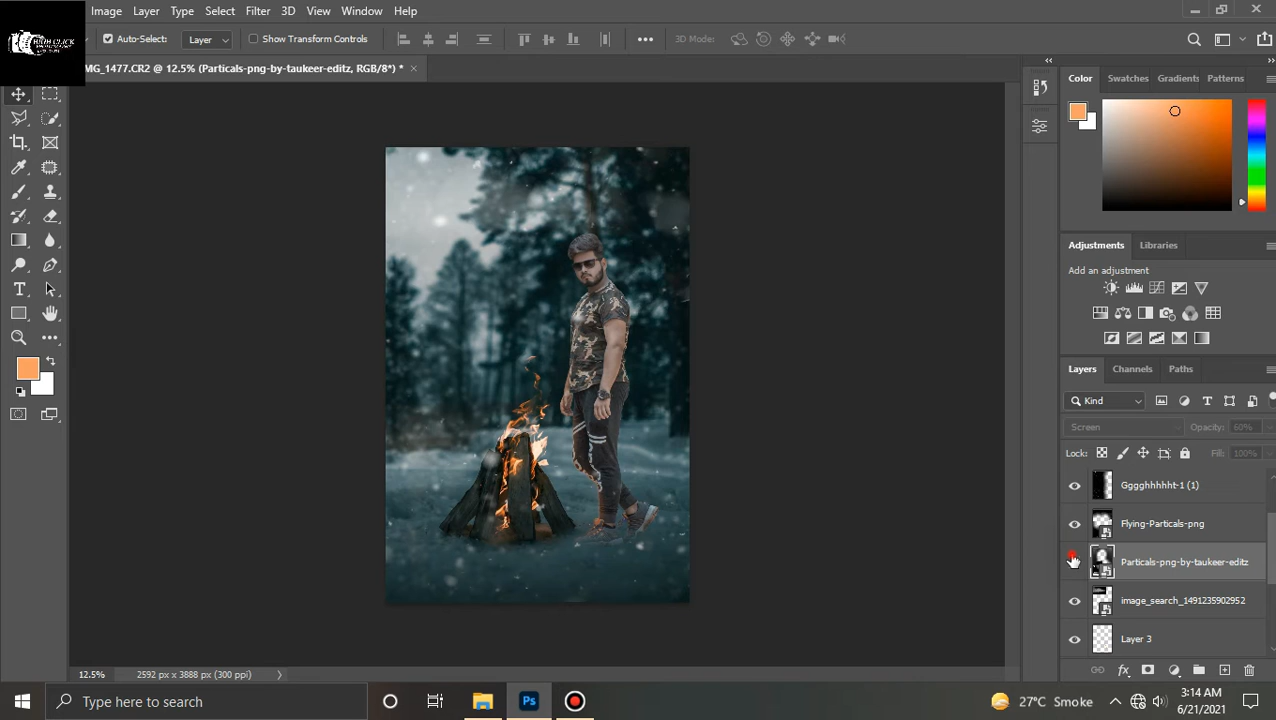 Image Layer Type Select Filter 3D View Window Help
HIGH CLICK
PHOTOGRAPHY
Auto-Select: Layer Show Transform Controls 3D Mode:
MG_1477.CR2 @ 12.5% (Particals-png-by-taukeer-editz, RGB/8*) *
Color Swatches Gradients Patterns
Adjustments Libraries
Add an adjustment
Layers Channels Paths
Kind
Screen Opacity: 60%
Lock: Fill: 100%
Gggghhhhht-1 (1)
Flying-Particals-png
Particals-png-by-taukeer-editz
image_search_1491235902952
Layer 3
12.5% 2592 px x 3888 px (300 ppi)
Type here to search
Ps
27°C Smoke
3:14 AM
6/21/2021